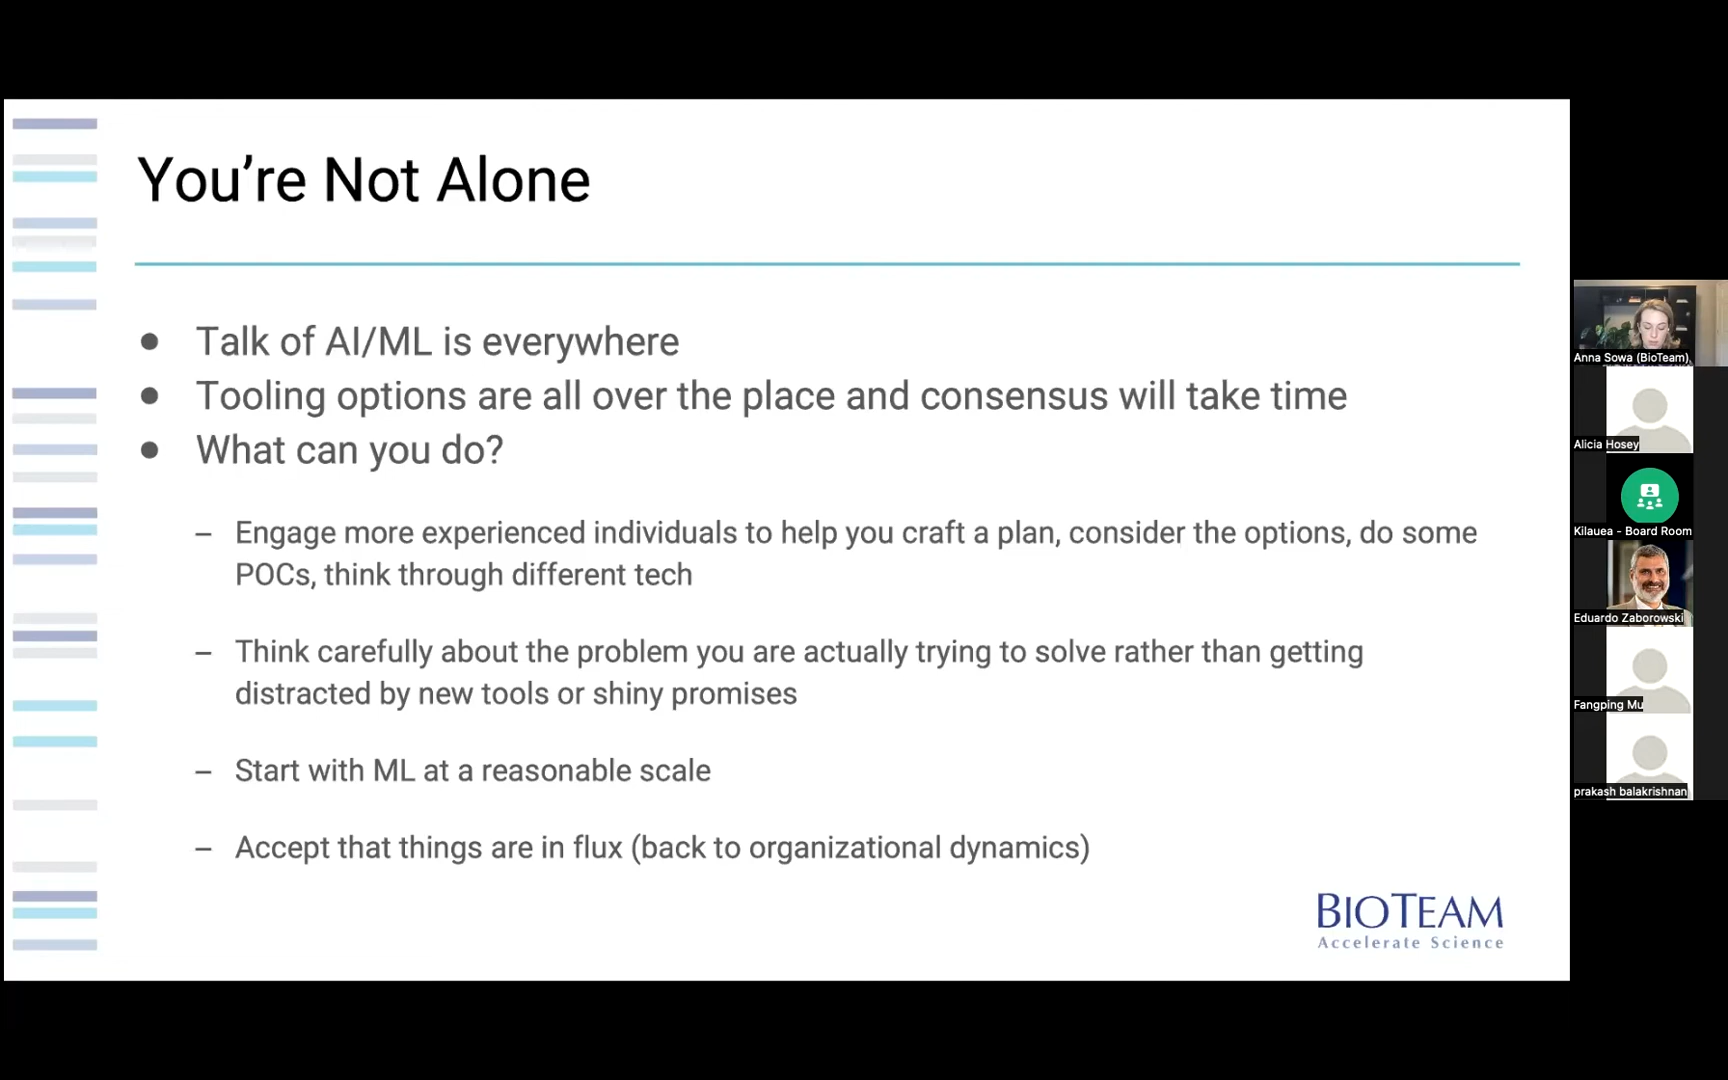 You’re Not Alone
● Talk of AI/ML is everywhere
● Tooling options are all over the place and consensus will take time
● What can you do?
– Engage more experienced individuals to help you craft a plan, consider the options, do some
POCs, think through different tech
– Think carefully about the problem you are actually trying to solve rather than getting
distracted by new tools or shiny promises
– Start with ML at a reasonable scale
– Accept that things are in flux (back to organizational dynamics)
BIOTEAM
Accelerate Science
Anna Sowa (BioTeam)
Alicia Hosey
Kilauea - Board Room
Eduardo Zaborowski
Fangping Mu
prakash balakrishnan